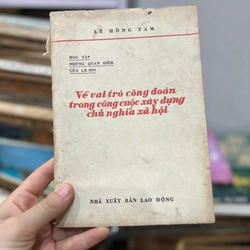 LÊ HỒNG TÂM
HỌC TẬP
NHỮNG QUAN ĐIỂM
CỦA LÊ-NIN
Về vai trò công đoàn
trong công cuộc xây dựng
chủ nghĩa xã hội
NHÀ XUẤT BẢN LAO ĐỘNG